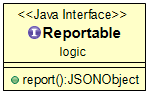 <<Java Interface>>
I Reportable
logic
report():JSONObject